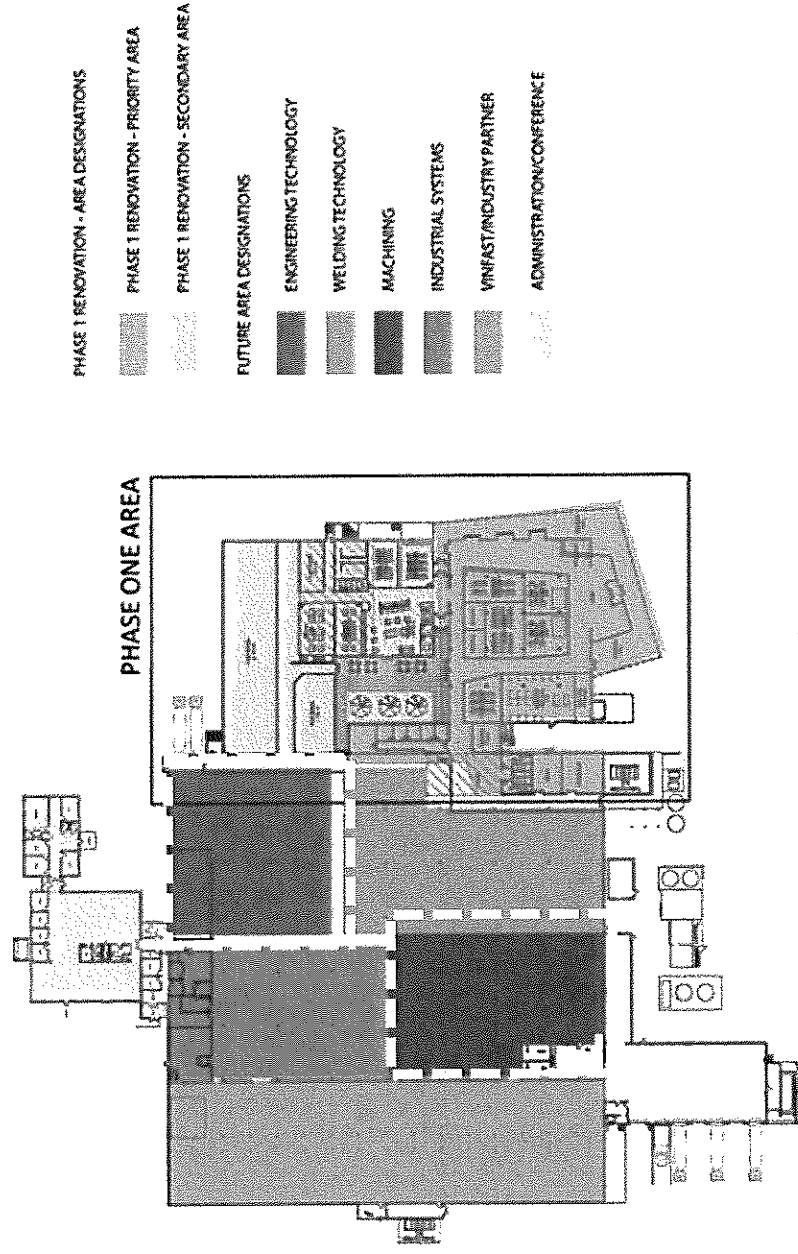 PHASE 1 RENOVATION - AREA DESIGNATIONS
PHASE 1 RENOVATION - PRIORITY AREA
PHASE 1 RENOVATION - SECONDARY AREA
FUTURE AREA DESIGNATIONS
ENGINEERING TECHNOLOGY
WELDING TECHNOLOGY
MACHINING
INDUSTRIAL SYSTEMS
VINFAST/INDUSTRY PARTNER
ADMINISTRATION/CONFERENCE
PHASE ONE AREA